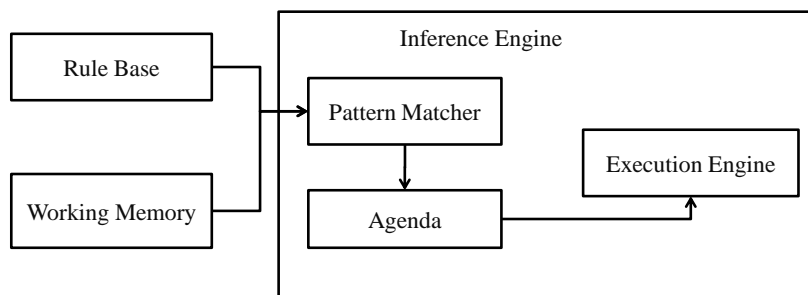 Inference Engine
Rule Base
Pattern Matcher
Execution Engine
Working Memory
Agenda